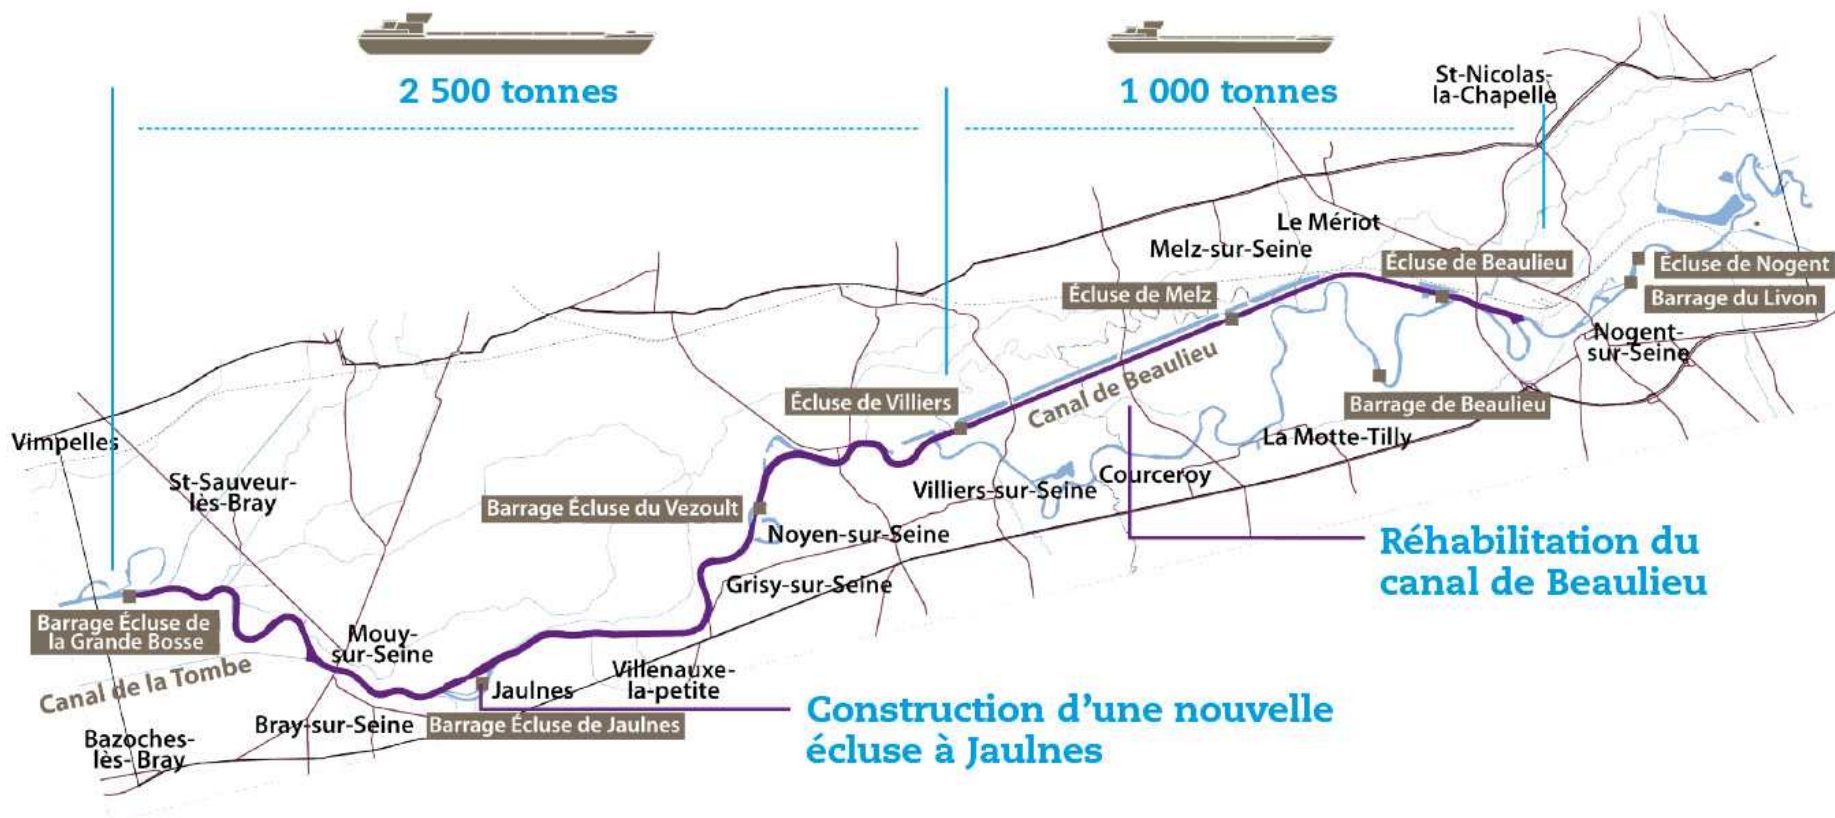 2 500 tonnes
1 000 tonnes
St-Nicolas-
la-Chapelle
Le Mériot
Melz-sur-Seine
Écluse de Beaulieu
Écluse de Nogent
Écluse de Melz
Barrage du Livon
Nogent-
sur-Seine
Canal de Beaulieu
Écluse de Villiers
Barrage de Beaulieu
La Motte-Tilly
Vimpelles
St-Sauveur-
lès-Bray
Courceroy
Villiers-sur-Seine
Barrage Écluse du Vezoult
Noyen-sur-Seine
Réhabilitation du
canal de Beaulieu
Grisy-sur-Seine
Barrage Écluse de
la Grande Bosse
Mouy-
sur-Seine
Canal de la Tombe
Villenauxe-
la-petite
Jaulnes
Bray-sur-Seine
Barrage Écluse de Jaulnes
Construction d’une nouvelle
écluse à Jaulnes
Bazoches-
lès- Bray